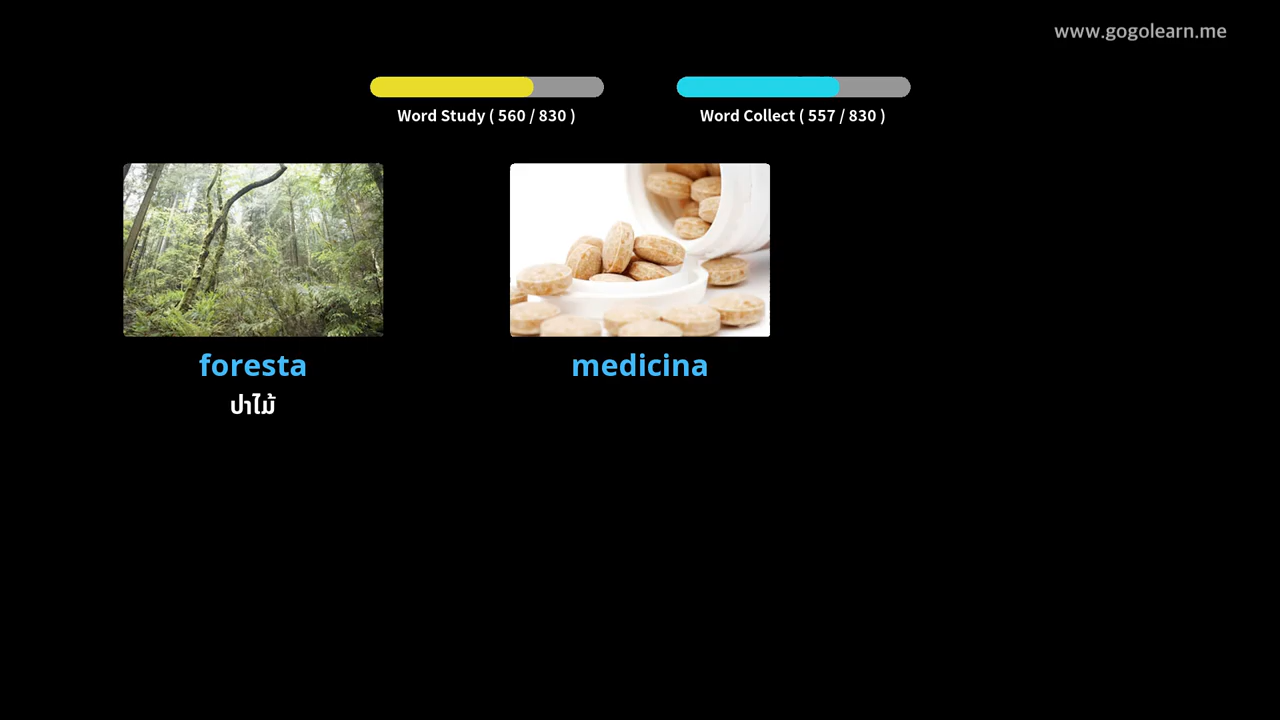 www.gogolearn.me
Word Study ( 560 / 830 )
Word Collect ( 557 / 830 )
foresta
medicina
ปาไม้